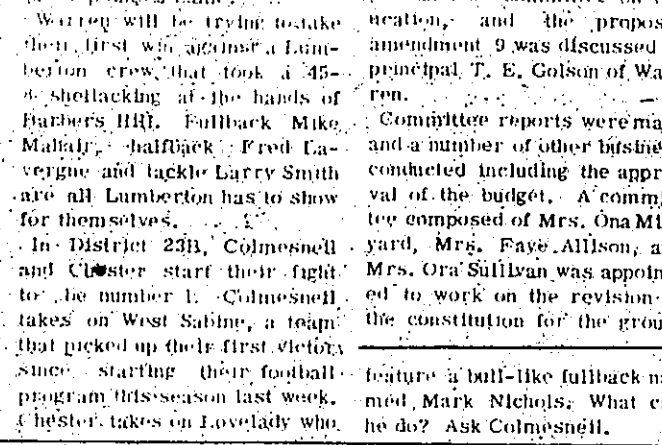 Warren will be trying to take
their first win against a Lum-
berton crew that took a 45-
8 shellacking at the hands of
Barbers Hill. Fullback Mike
halfback Fred La-
vergne and tackle Larry Smith
are all Lumberton has to show
for themselves.
In District 23B, Colmesneil
and Chester start their fight
to be number 1. Colmesneil
takes on West Sabine, a team
that picked up their first victory
since starting their football
program this season last week.
Chester takes on Lovelady who
and the propos
amendment 9 was discussed
principal T. E. Golson of Wa
ren.
Committee reports were ma
and a number of other busine
conducted including the appr
val of the budget. A commi
tee composed of Mrs. Ona Mi
yard, Mrs. Faye Allison, a
Mrs. Ora Sullivan was appoin
ed to work on the revision
the constitution for the grou
feature a bull-like fullback n
med Mark Nichols. What c
he do? Ask Colmesneil.